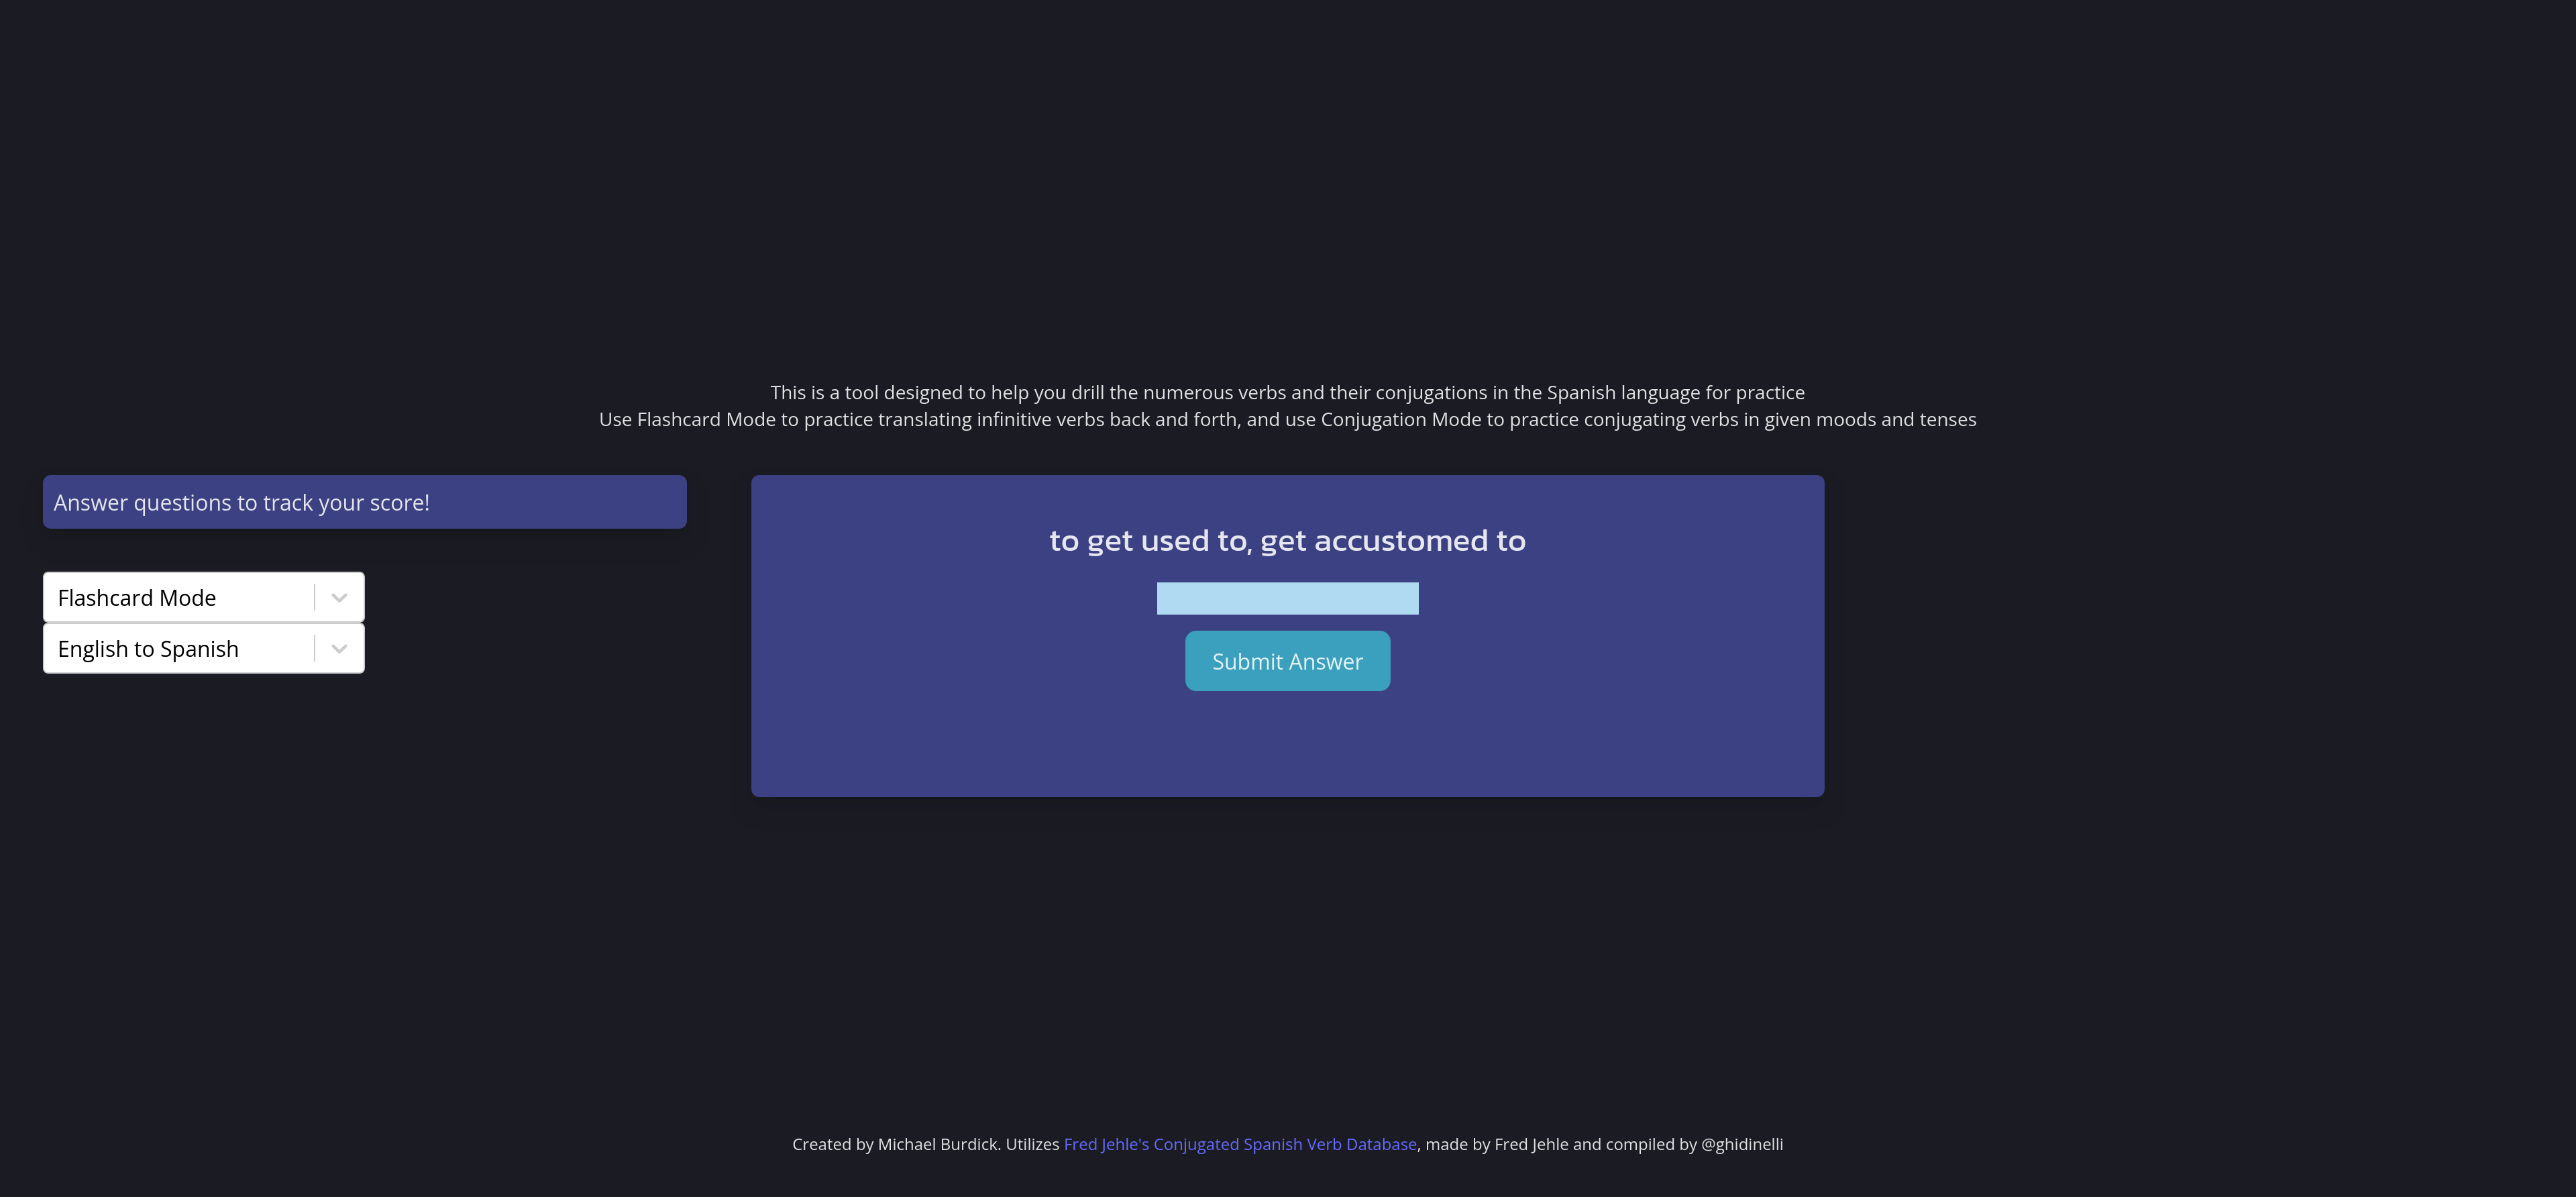 This is a tool designed to help you drill the numerous verbs and their conjugations in the Spanish language for practice
Use Flashcard Mode to practice translating infinitive verbs back and forth, and use Conjugation Mode to practice conjugating verbs in given moods and tenses
Answer questions to track your score!
Flashcard Mode
English to Spanish
to get used to, get accustomed to
Submit Answer
Created by Michael Burdick. Utilizes Fred Jehle's Conjugated Spanish Verb Database, made by Fred Jehle and compiled by @ghidinelli